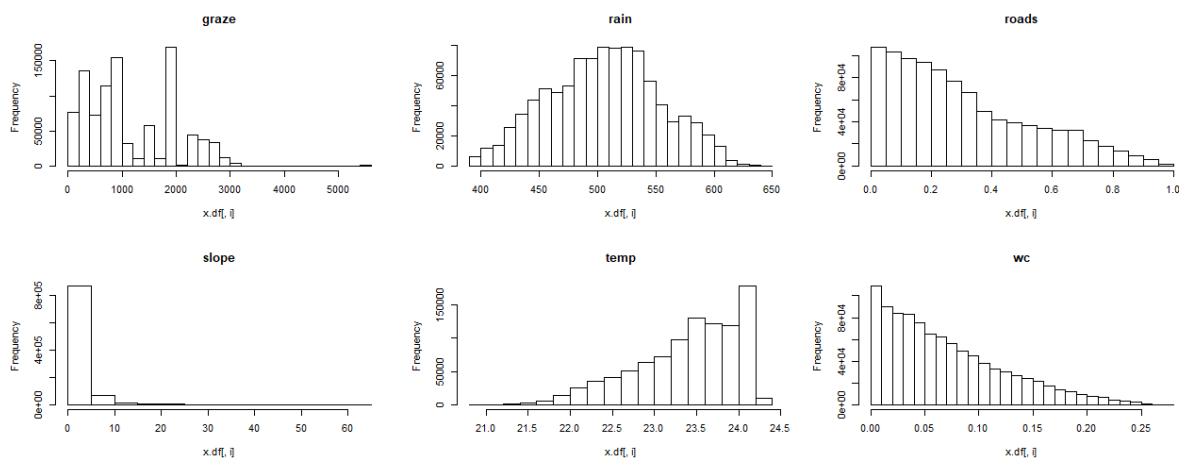 graze
Frequency
0 50000 150000
0 1000 2000 3000 4000 5000
x.df[, i]
rain
Frequency
0 20000 60000
400 450 500 550 600 650
x.df[, i]
roads
Frequency
0e+00 4e+04 8e+04
0.0 0.2 0.4 0.6 0.8 1.0
x.df[, i]
slope
Frequency
0e+00 4e+05 8e+05
0 10 20 30 40 50 60
x.df[, i]
temp
Frequency
0 50000 150000
21.0 21.5 22.0 22.5 23.0 23.5 24.0 24.5
x.df[, i]
wc
Frequency
0e+00 4e+04 8e+04
0.00 0.05 0.10 0.15 0.20 0.25
x.df[, i]